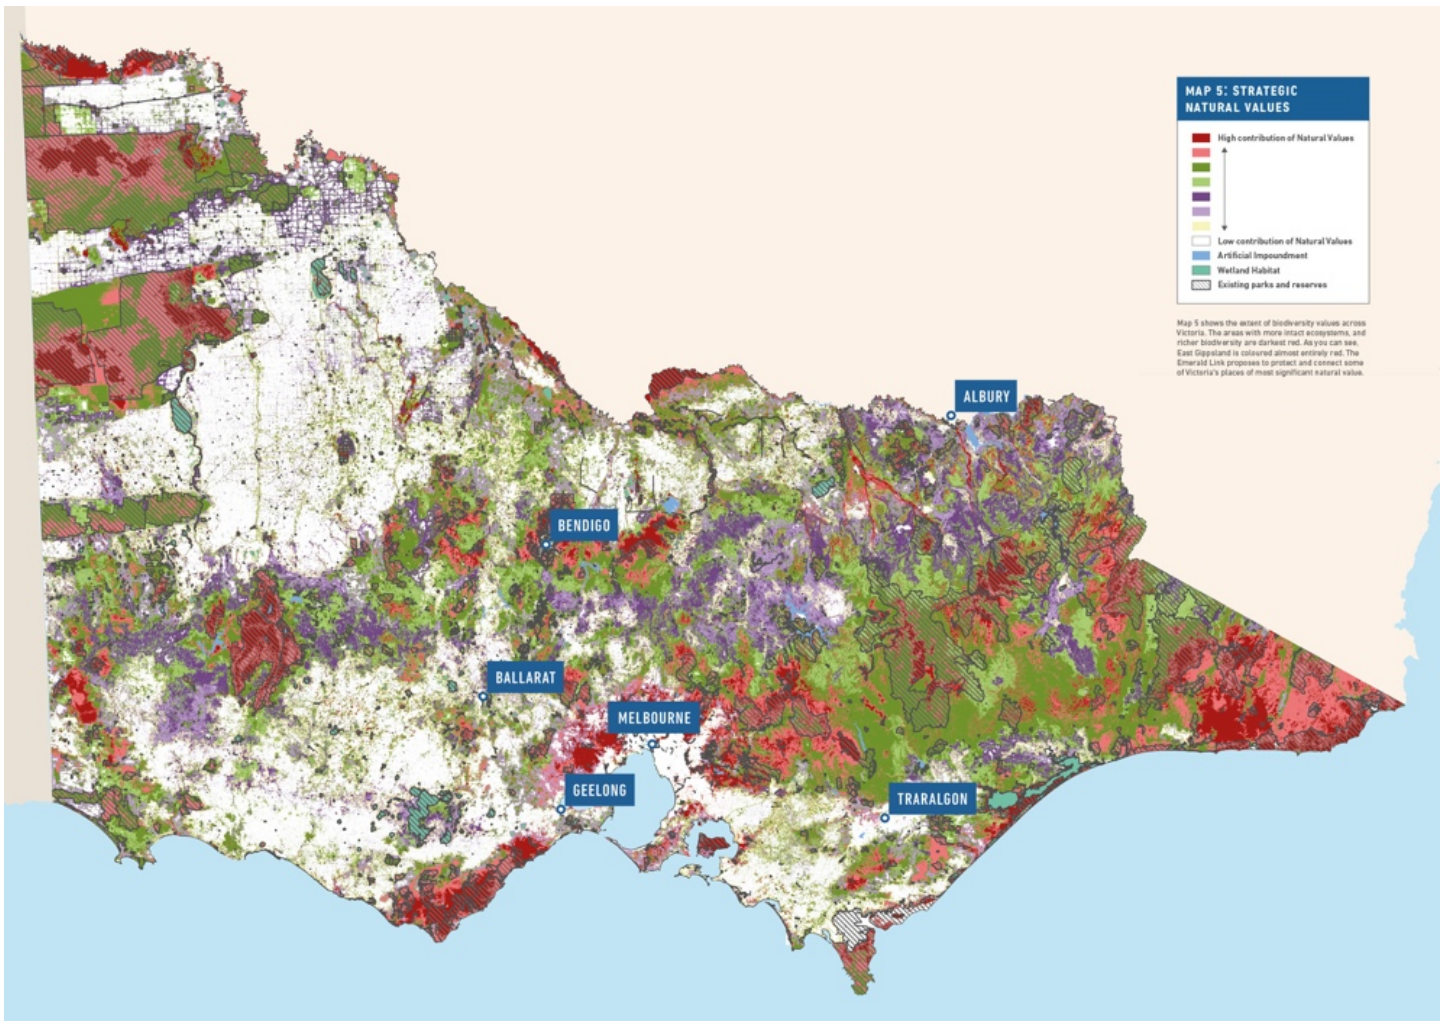 MAP 5: STRATEGIC
NATURAL VALUES
High contribution of Natural Values
Low contribution of Natural Values
Artificial Impoundment
Wetland Habitat
Existing parks and reserves
Map 5 shows the extent of biodiversity values across
Victoria. The areas with more intact ecosystems, and
richer biodiversity are darkest red. As you can see,
East Gippsland is coloured almost entirely red. The
Emerald Link proposes to protect and connect some
of Victoria's places of most significant natural value.
ALBURY
BENDIGO
BALLARAT
MELBOURNE
GEELONG
TRARALGON